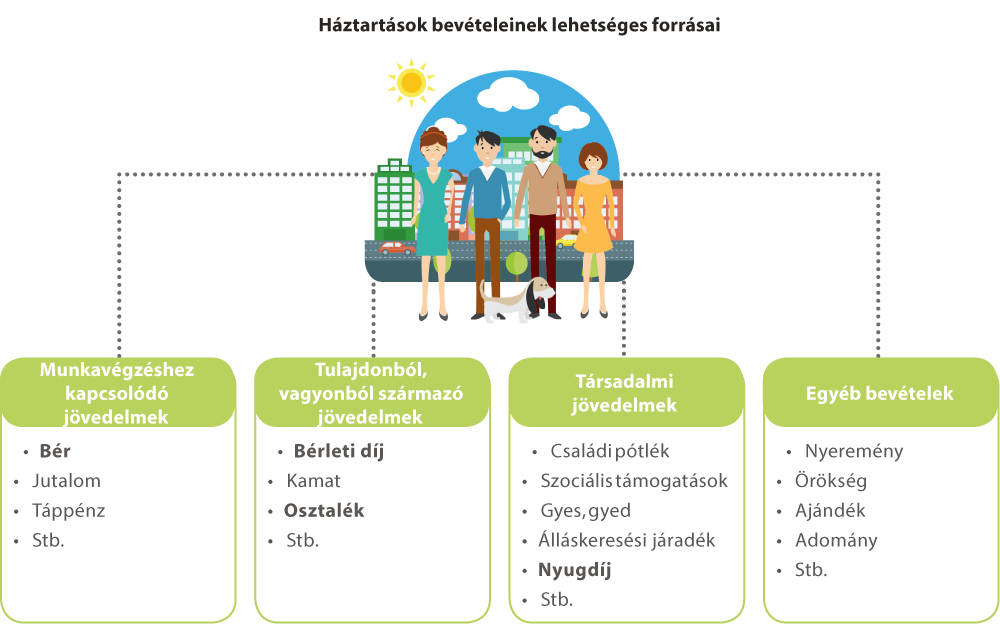 Háztartások bevételeinek lehetséges forrásai
Munkavégzéshez
kapcsolódó
jövedelmek
• Bér
• Jutalom
• Táppénz
• Stb.
Tulajdonból,
vagyonból származó
jövedelmek
• Bérleti díj
• Kamat
• Osztalék
• Stb.
Társadalmi
jövedelmek
• Családi pótlék
• Szociális támogatások
• Gyes, gyed
• Álláskeresési járadék
• Nyugdíj
• Stb.
Egyéb bevételek
• Nyeremény
• Örökség
• Ajándék
• Adomány
• Stb.